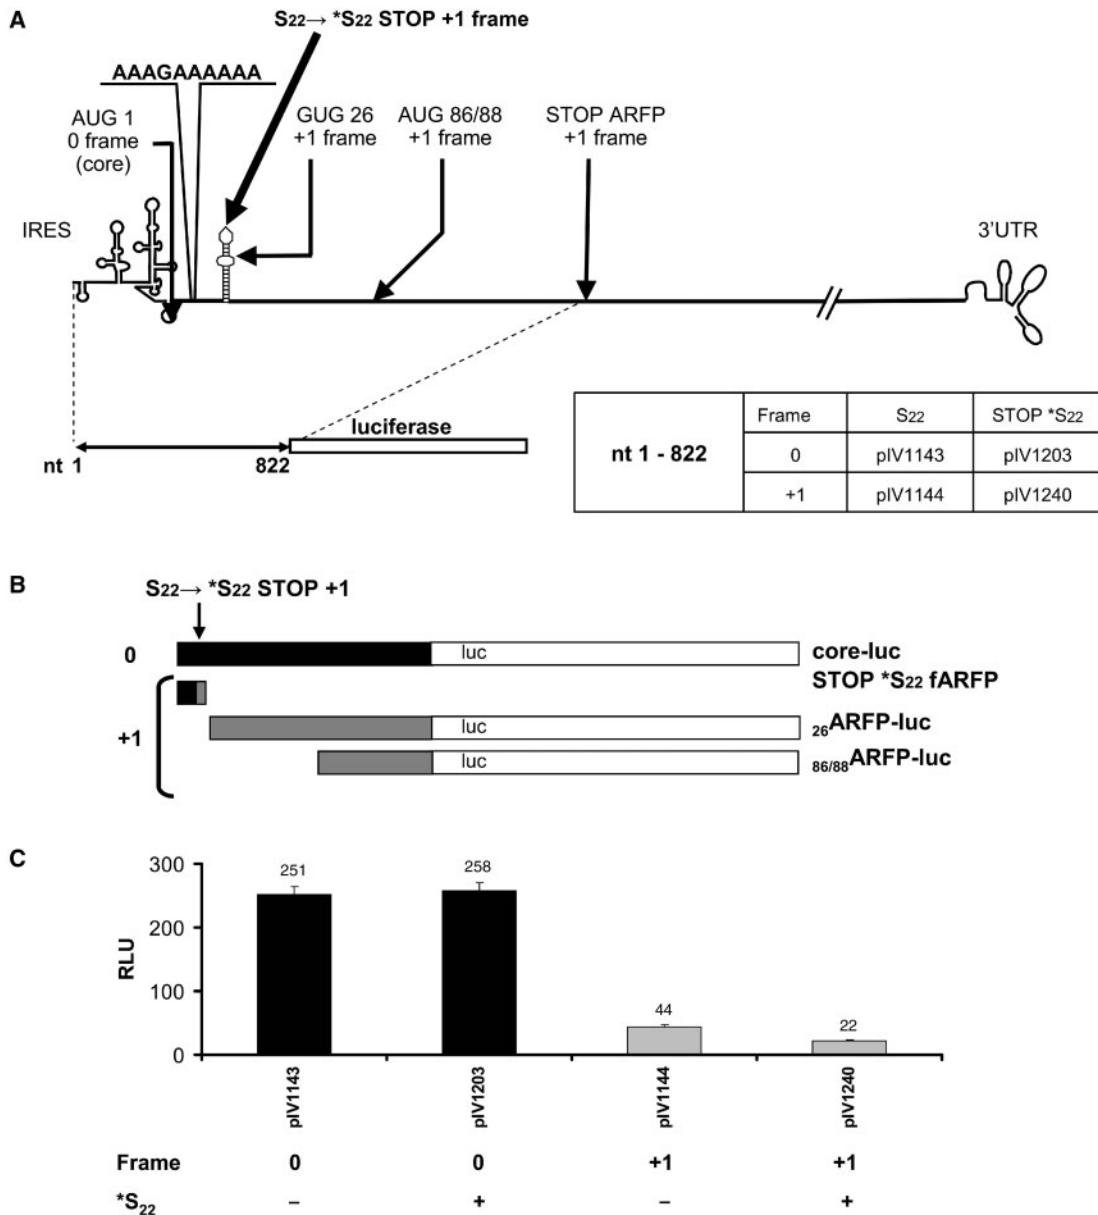 A
S22→ *S22 STOP +1 frame
AAAGAAAAAA
AUG 1
0 frame
(core)
GUG 26
+1 frame
AUG 86/88
+1 frame
STOP ARFP
+1 frame
IRES
3'UTR
luciferase
nt 1
822
nt 1 - 822
Frame S22 STOP *S22
0 pIV1143 pIV1203
+1 pIV1144 pIV1240
B
S22→ *S22 STOP +1
0
luc
core-luc
STOP *S22 fARFP
+1
luc
26ARFP-luc
luc
86/88ARFP-luc
C
RLU
300
200
100
0
251
258
44
22
pIV1143
pIV1203
pIV1144
pIV1240
Frame 0 0 +1 +1
*S22 – + – +